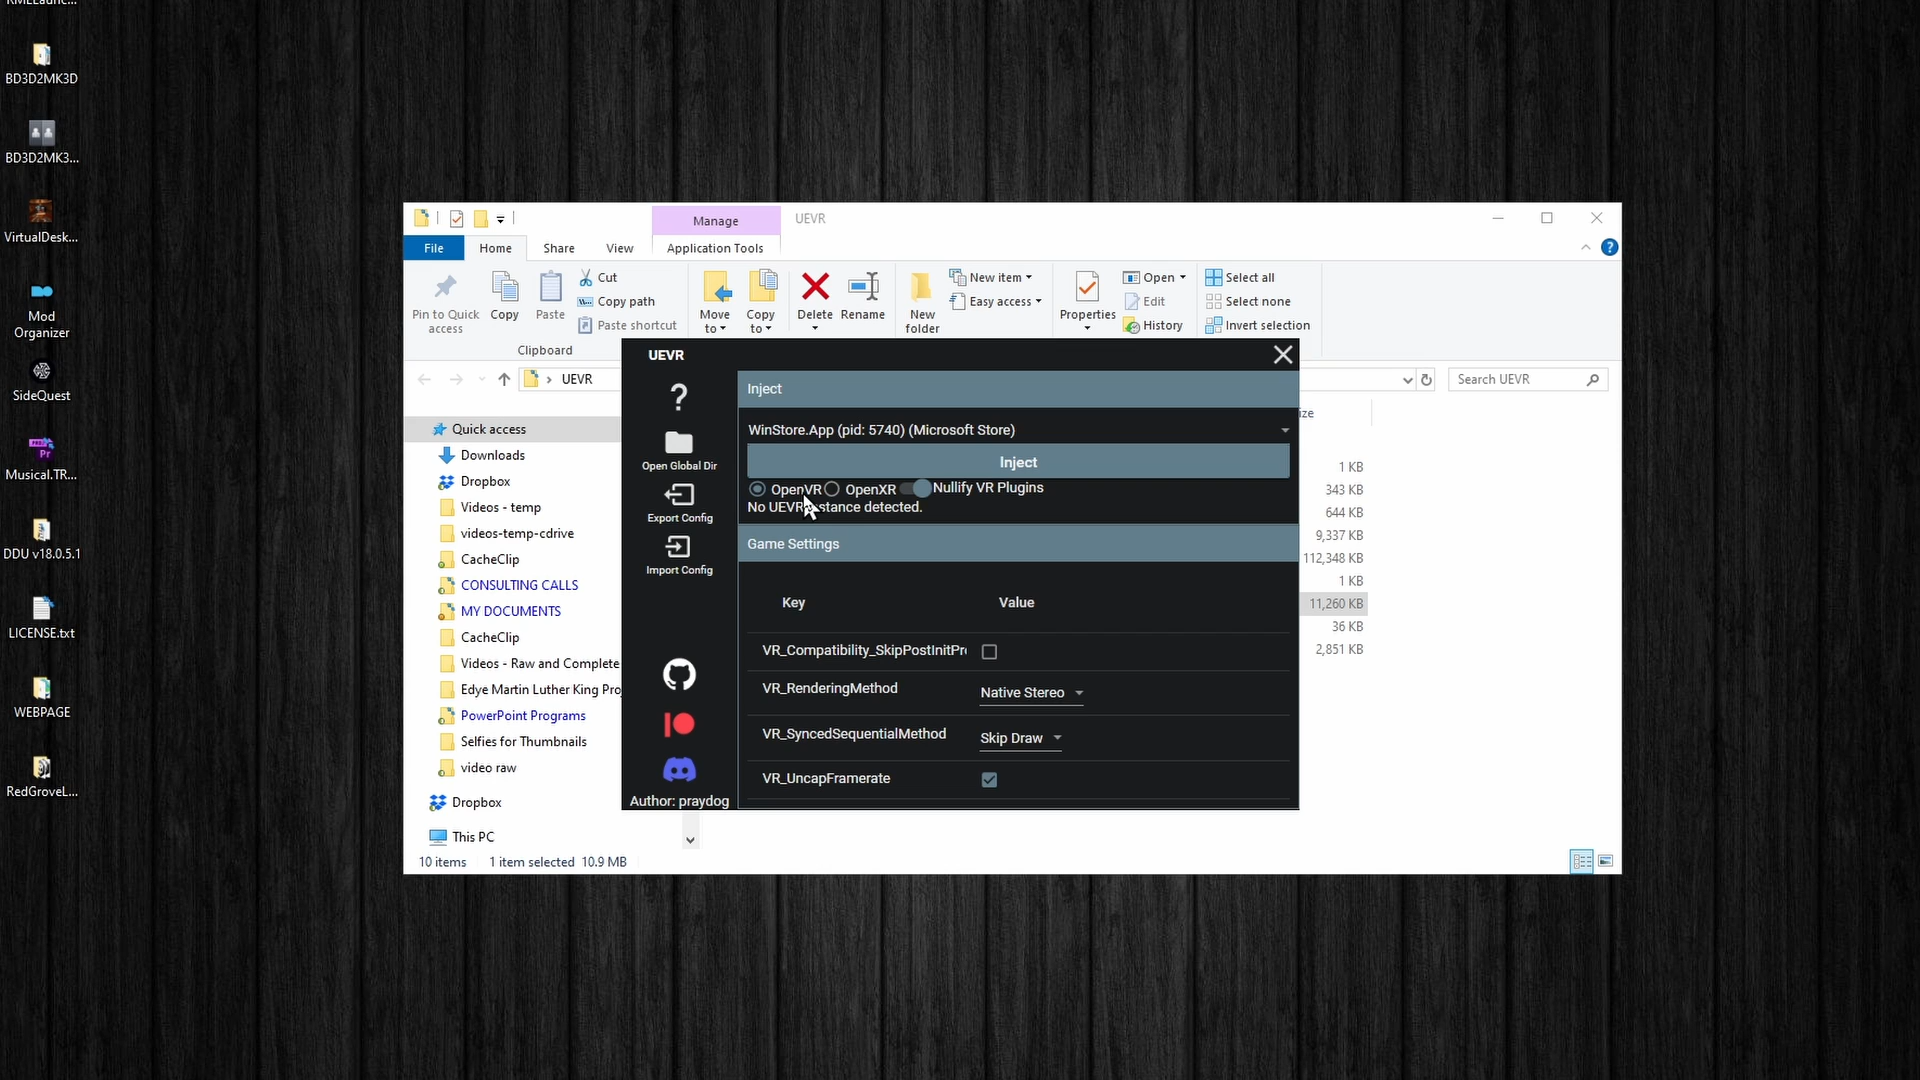 BD3D2MK3D
BD3D2MK3...
VirtualDesk...
Mod
Organizer
SideQuest
Musical.TR...
DDU v18.0.5.1
LICENSE.txt
WEBPAGE
RedGroveL...
Manage
UEVR
File
Home
Share
View
Application Tools
Pin to Quick
access
Copy
Paste
Cut
Copy path
Paste shortcut
Clipboard
Move
to
Copy
to
Delete
Rename
New
folder
New item
Easy access
Properties
Open
Edit
History
Select all
Select none
Invert selection
UEVR
Search UEVR
Quick access
Downloads
Dropbox
Videos - temp
videos-temp-cdrive
CacheClip
CONSULTING CALLS
MY DOCUMENTS
CacheClip
Videos - Raw and Complete
Edye Martin Luther King Pro
PowerPoint Programs
Selfies for Thumbnails
video raw
Dropbox
This PC
10 items 1 item selected 10.9 MB
ize
1 KB
343 KB
644 KB
9,337 KB
112,348 KB
1 KB
11,260 KB
36 KB
2,851 KB
UEVR
?
Open Global Dir
Export Config
Import Config
Author: praydog
Inject
WinStore.App (pid: 5740) (Microsoft Store)
Inject
OpenVR OpenXR Nullify VR Plugins
No UEVR stance detected.
Game Settings
Key Value
VR_Compatibility_SkipPostInitPr
VR_RenderingMethod Native Stereo
VR_SyncedSequentialMethod Skip Draw
VR_UncapFramerate